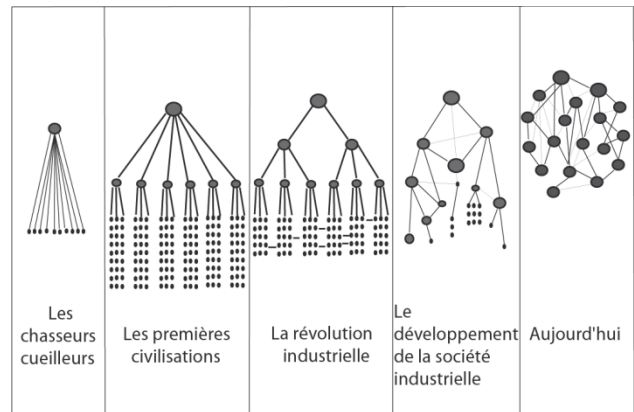 Les
chasseurs
cueilleurs
Les premières
civilisations
La révolution
industrielle
Le
développement
de la société
industrielle
Aujourd'hui